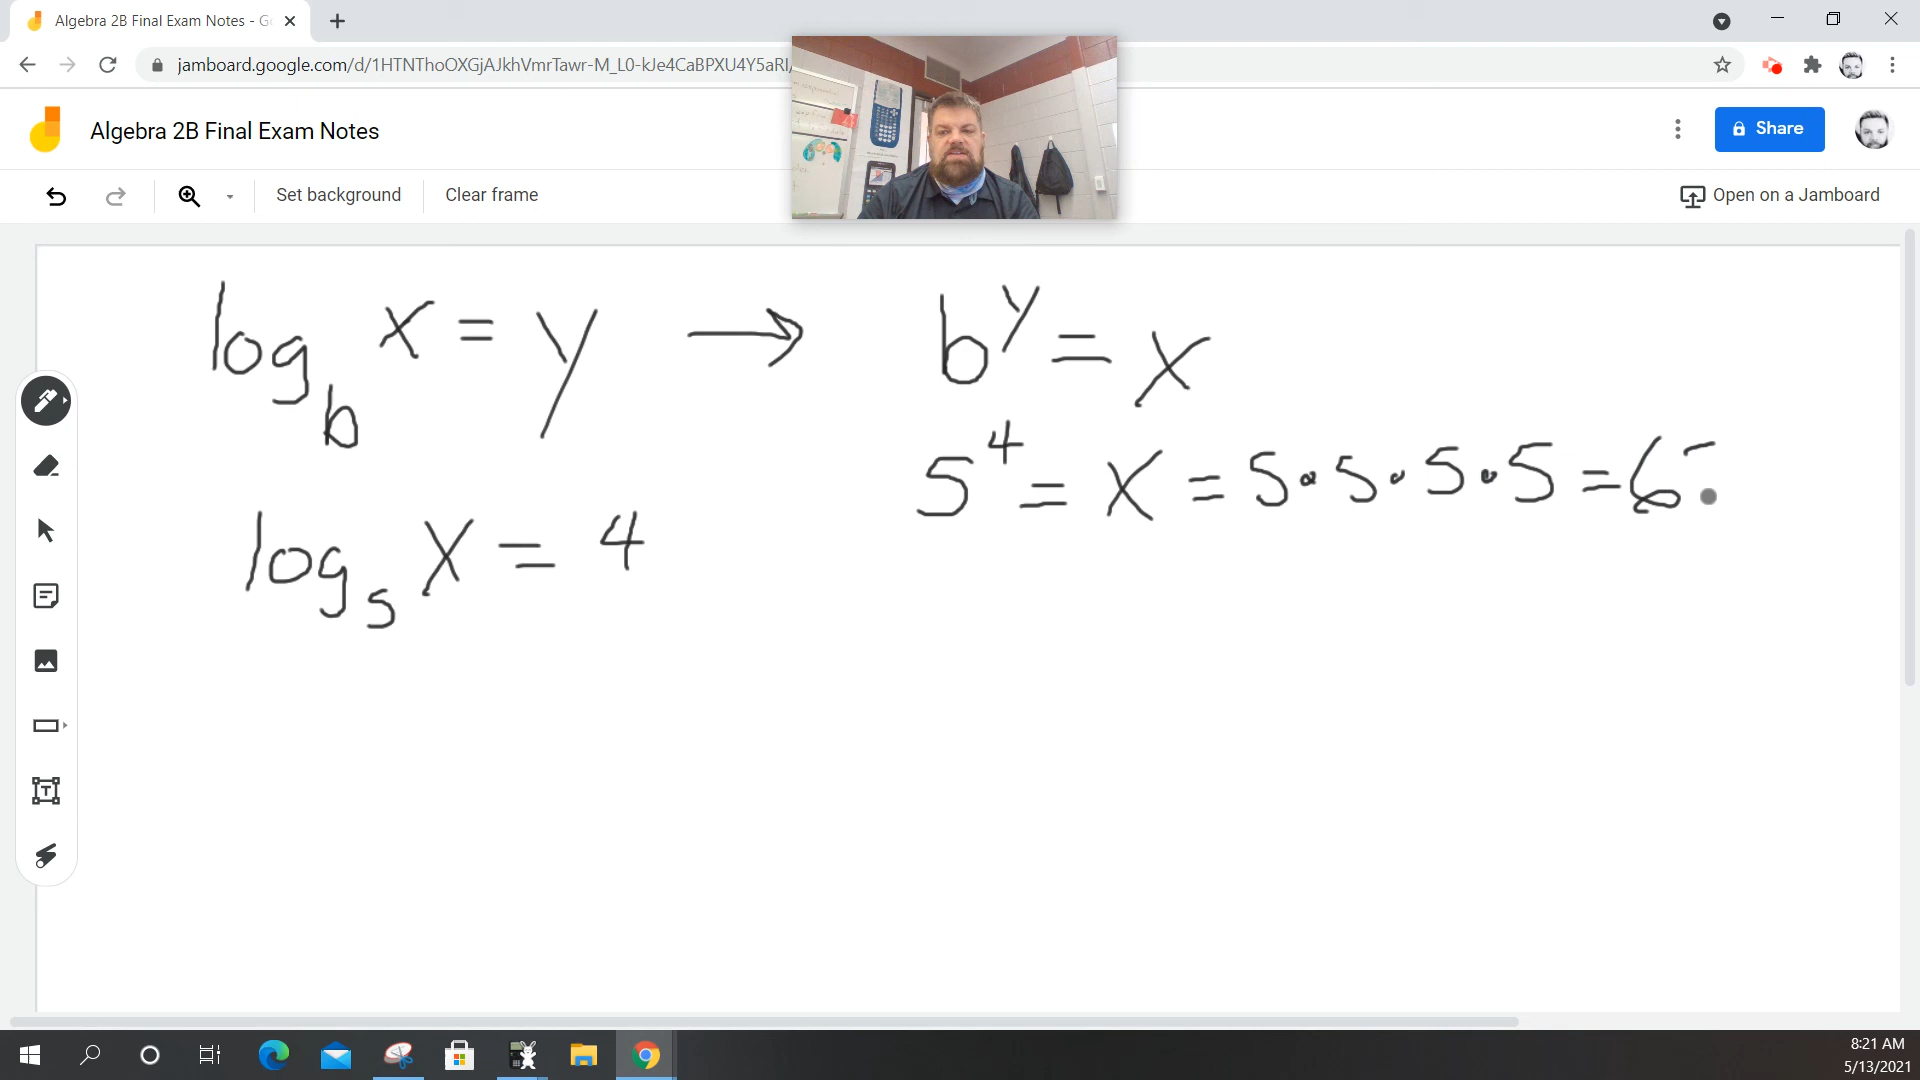 Algebra 2B Final Exam Notes - Go
jamboard.google.com/d/1HTNThoOXGjAJkhVmrTawr-M_L0-kJe4CaBPXU4Y5aRI/
Algebra 2B Final Exam Notes
Share
Set background
Clear frame
Open on a Jamboard
log_b x = y → b^y = x
5^4 = x = 5 • 5 • 5 • 5 = 6
log_5 x = 4
8:21 AM
5/13/2021